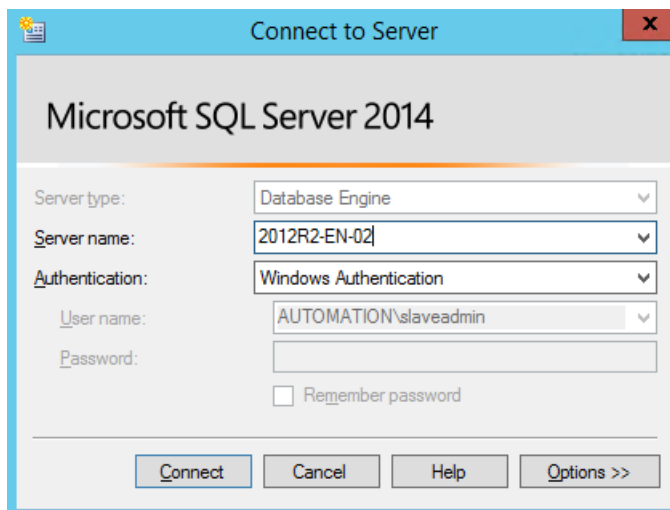 Connect to Server
x
Microsoft SQL Server 2014
Server type: Database Engine
Server name: 2012R2-EN-02
Authentication: Windows Authentication
User name: AUTOMATION\slaveadmin
Password:
Remember password
Connect Cancel Help Options >>